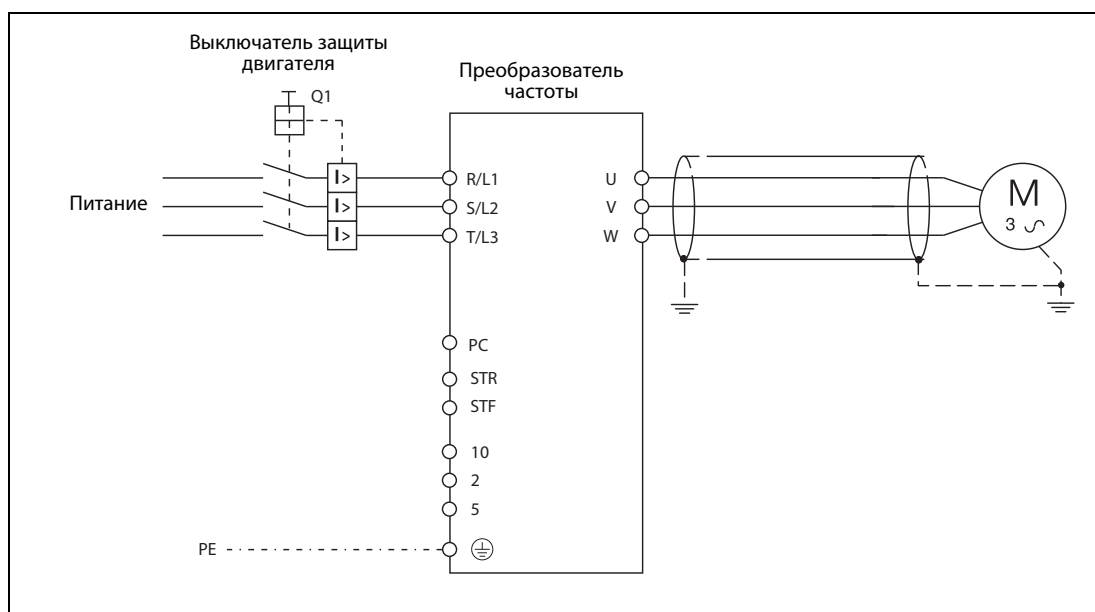 Выключатель защиты
двигателя
Q1
Преобразователь
частоты
Питание
I>
I>
I>
R/L1
S/L2
T/L3
U
V
W
M
3
PC
STR
STF
10
2
5
PE